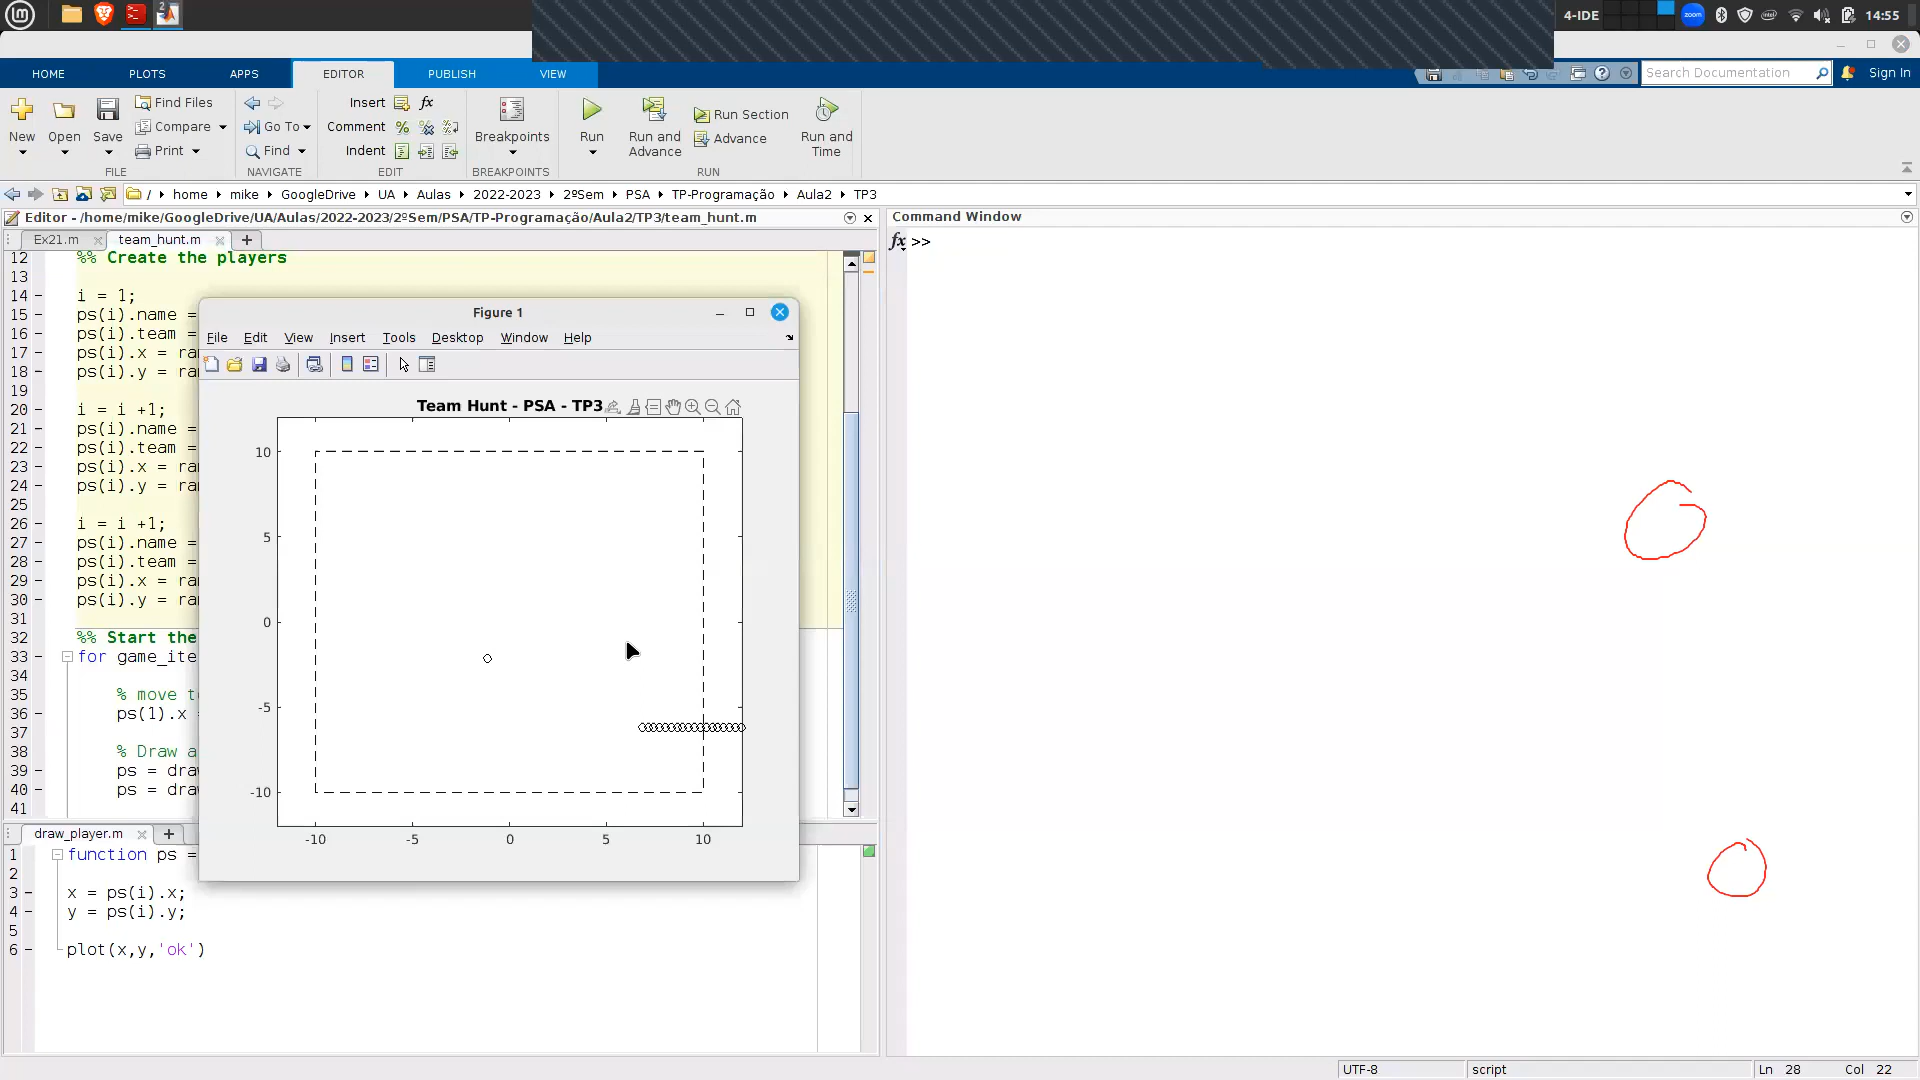 4-IDE
zoom
14:55
HOME PLOTS APPS EDITOR PUBLISH VIEW
Search Documentation
Sign In
New
Open
Save
Find Files
Compare
Print
FILE
Go To
Find
NAVIGATE
Insert
fx
Comment
Indent
EDIT
Breakpoints
BREAKPOINTS
Run
Run and
Advance
Run Section
Advance
Run and
Time
RUN
/ home mike GoogleDrive UA Aulas 2022-2023 2ºSem PSA TP-Programação Aula2 TP3
Editor - /home/mike/GoogleDrive/UA/Aulas/2022-2023/2ºSem/PSA/TP-Programação/Aula2/TP3/team_hunt.m
Ex21.m
team_hunt.m
12 %% Create the players
13
14 i = 1;
15 ps(i).name =
16 ps(i).team =
17 ps(i).x = ra
18 ps(i).y = ra
19
20 i = i +1;
21 ps(i).name =
22 ps(i).team =
23 ps(i).x = ra
24 ps(i).y = ra
25
26 i = i +1;
27 ps(i).name =
28 ps(i).team =
29 ps(i).x = ra
30 ps(i).y = ra
31
32 %% Start the
33 for game_ite
34
35 % move t
36 ps(1).x =
37
38 % Draw a
39 ps = dra
40 ps = dra
41
Figure 1
File Edit View Insert Tools Desktop Window Help
Team Hunt - PSA - TP3
10
5
0
-5
-10
-10 -5 0 5 10
draw_player.m
1 function ps =
2
3 x = ps(i).x;
4 y = ps(i).y;
5
6 plot(x,y,'ok')
Command Window
fx >>
UTF-8
script
Ln 28
Col 22